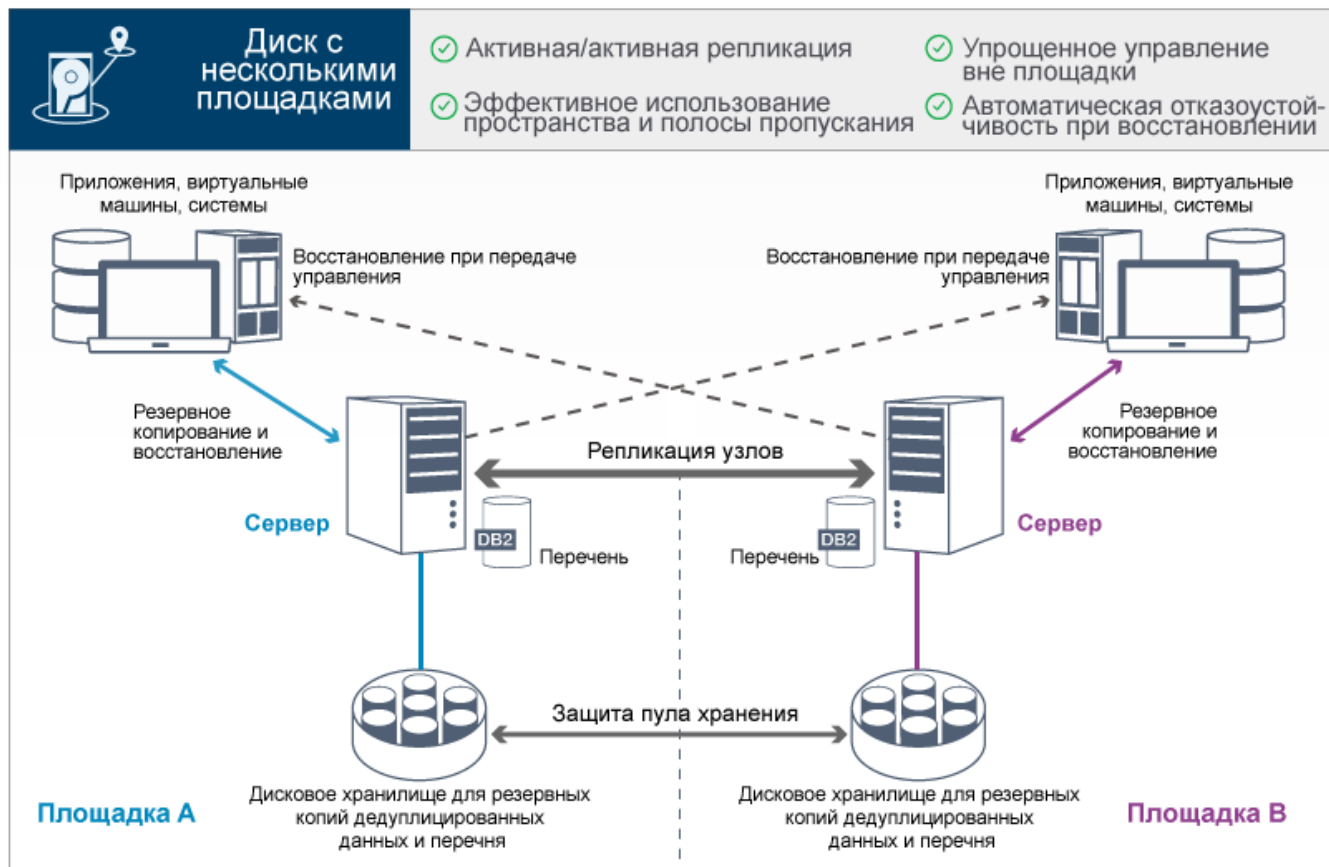 Диск с
несколькими
площадками
Активная/активная репликация
Эффективное использование
пространства и полосы пропускания
Упрощенное управление
вне площадки
Автоматическая отказоустой-
чивость при восстановлении
Приложения, виртуальные
машины, системы
Приложения, виртуальные
машины, системы
Восстановление при передаче
управления
Восстановление при передаче
управления
Резервное
копирование и
восстановление
Резервное
копирование и
восстановление
Репликация узлов
Сервер
Сервер
DB2
Перечень
Перечень
DB2
Защита пула хранения
Дисковое хранилище для резервных
копий дедуплицированных
данных и перечня
Дисковое хранилище для резервных
копий дедуплицированных
данных и перечня
Площадка A
Площадка B